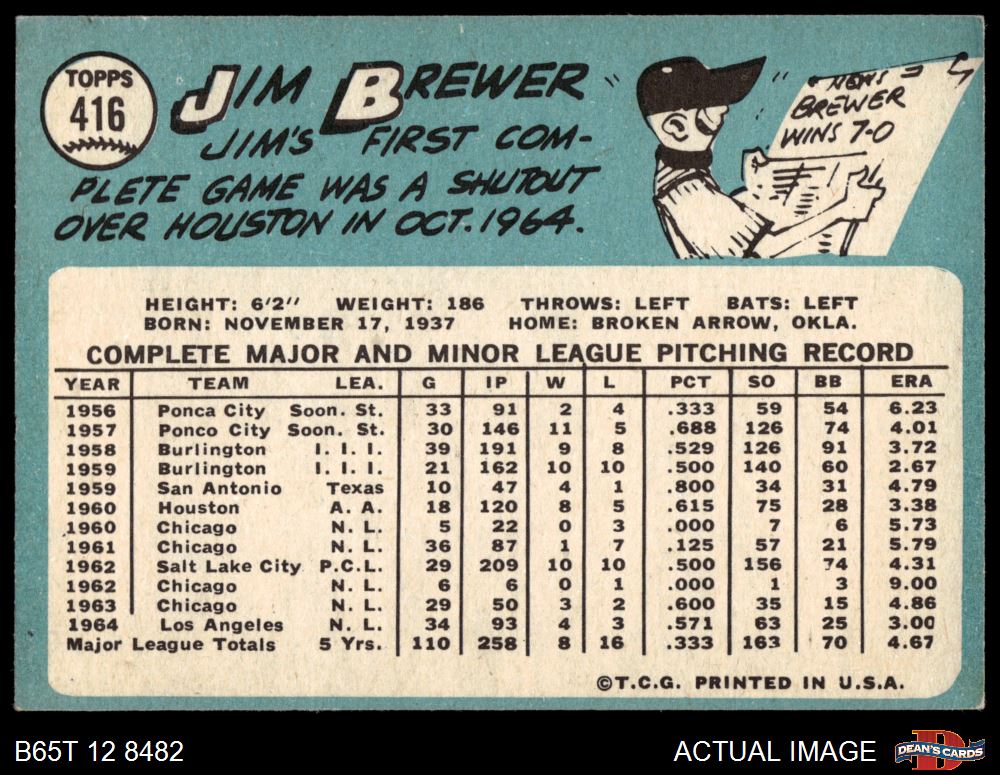 TOPPS
416
JIM BREWER
JIM'S FIRST COM-
PLETE GAME WAS A SHUTOUT
OVER HOUSTON IN OCT. 1964.
NEWS
BREWER
WINS 7-0
HEIGHT: 6'2" WEIGHT: 186 THROWS: LEFT BATS: LEFT
BORN: NOVEMBER 17, 1937 HOME: BROKEN ARROW, OKLA.
COMPLETE MAJOR AND MINOR LEAGUE PITCHING RECORD
YEAR TEAM LEA. G IP W L PCT SO BB ERA
1956 Ponca City Soon. St. 33 91 2 4 .333 59 54 6.23
1957 Ponco City Soon. St. 30 146 11 5 .688 126 74 4.01
1958 Burlington I. I. I. 39 191 9 8 .529 126 91 3.72
1959 Burlington I. I. I. 21 162 10 10 .500 140 60 2.67
1959 San Antonio Texas 10 47 4 1 .800 34 31 4.79
1960 Houston A. A. 18 120 8 5 .615 75 28 3.38
1960 Chicago N. L. 5 22 0 3 .000 7 6 5.73
1961 Chicago N. L. 36 87 1 7 .125 57 21 5.79
1962 Salt Lake City P.C.L. 29 209 10 10 .500 156 74 4.31
1962 Chicago N. L. 6 6 0 1 .000 1 3 9.00
1963 Chicago N. L. 29 50 3 2 .600 35 15 4.86
1964 Los Angeles N. L. 34 93 4 3 .571 63 25 3.00
Major League Totals 5 Yrs. 110 258 8 16 .333 163 70 4.67
©T.C.G. PRINTED IN U.S.A.
B65T 12 8482
ACTUAL IMAGE
DEAN'S CARDS